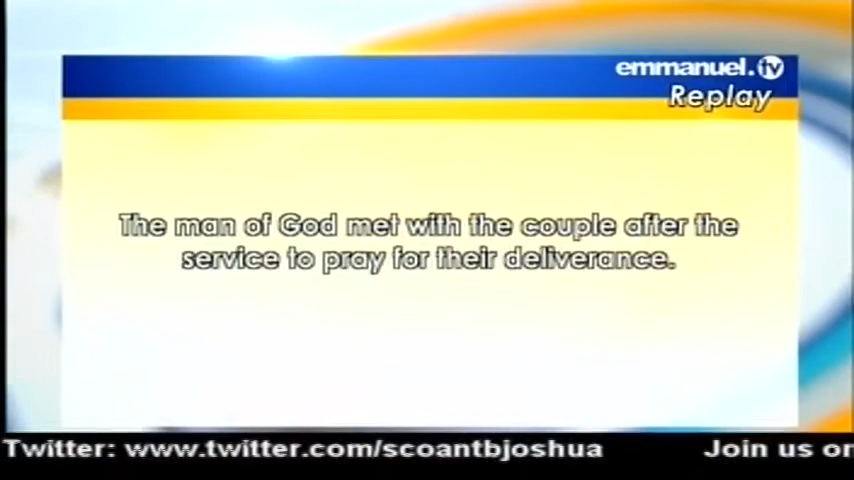 emmanuel.tv
Replay
The man of God met with the couple after the
service to pray for their deliverance.
Twitter: www.twitter.com/scoantbjoshua Join us on